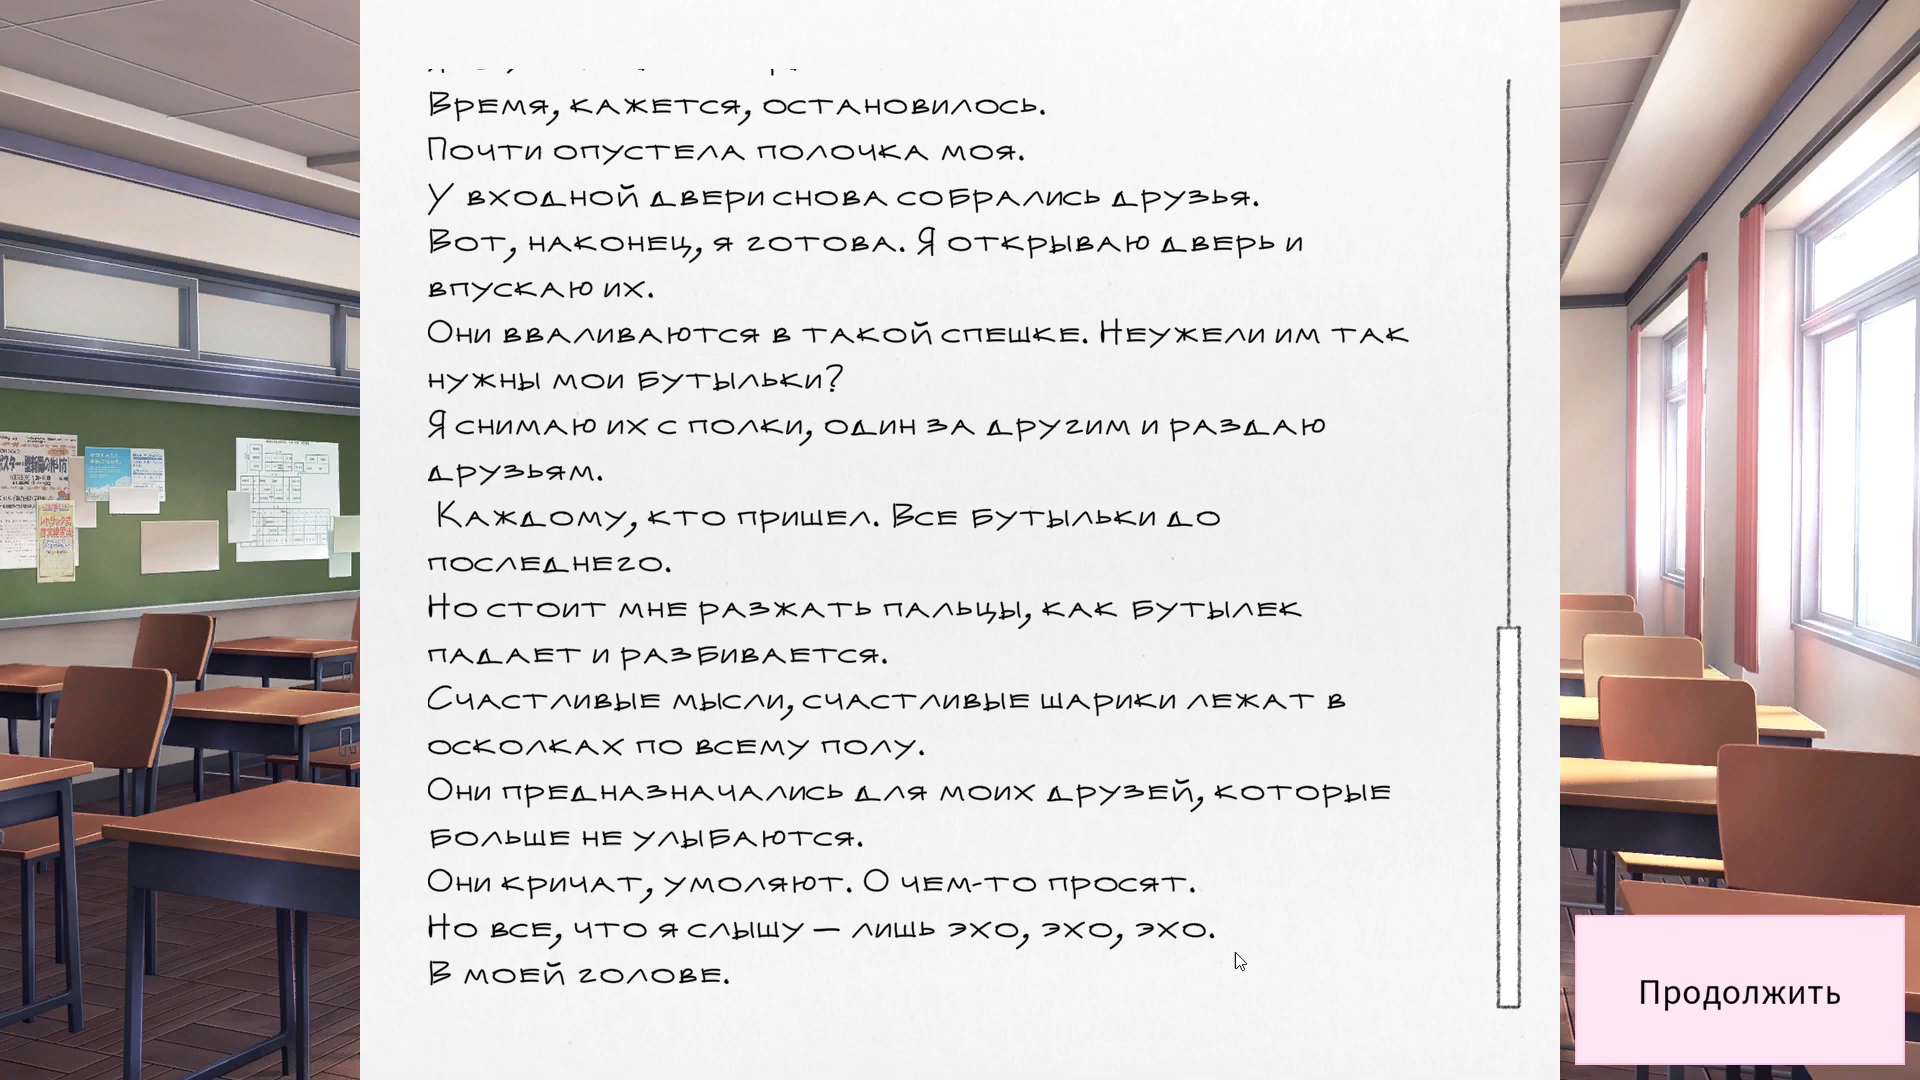 Время, кажется, остановилось.
Почти опустела полочка моя.
У входной двери снова собрались друзья.
Вот, наконец, я готова. Я открываю дверь и
впускаю их.
Они вваливаются в такой спешке. Неужели им так
нужны мои бутыльки?
Я снимаю их с полки, один за другим и раздаю
друзьям.
Каждому, кто пришел. Все бутыльки до
последнего.
Но стоит мне разжать пальцы, как бутылек
падает и разбивается.
Счастливые мысли, счастливые шарики лежат в
осколках по всему полу.
Они предназначались для моих друзей, которые
больше не улыбаются.
Они кричат, умоляют. О чем-то просят.
Но все, что я слышу — лишь эхо, эхо, эхо.
В моей голове.
Продолжить